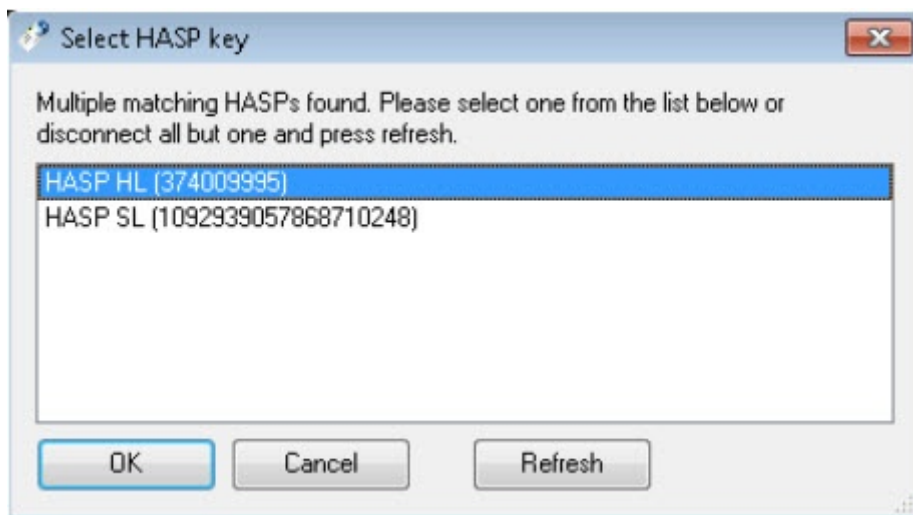 Select HASP key
Multiple matching HASPs found. Please select one from the list below or
disconnect all but one and press refresh.
HASP HL (374009995)
HASP SL (1092939057868710248)
OK Cancel Refresh